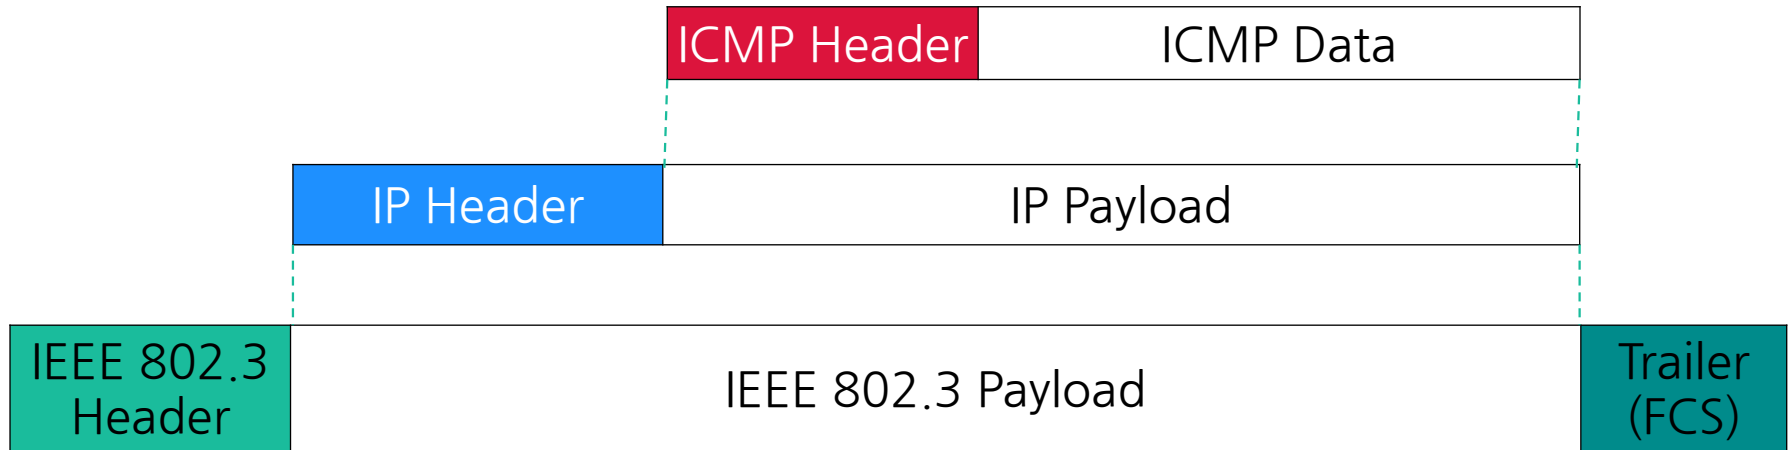 ICMP Header
ICMP Data
IP Header
IP Payload
IEEE 802.3
Header
IEEE 802.3 Payload
Trailer
(FCS)